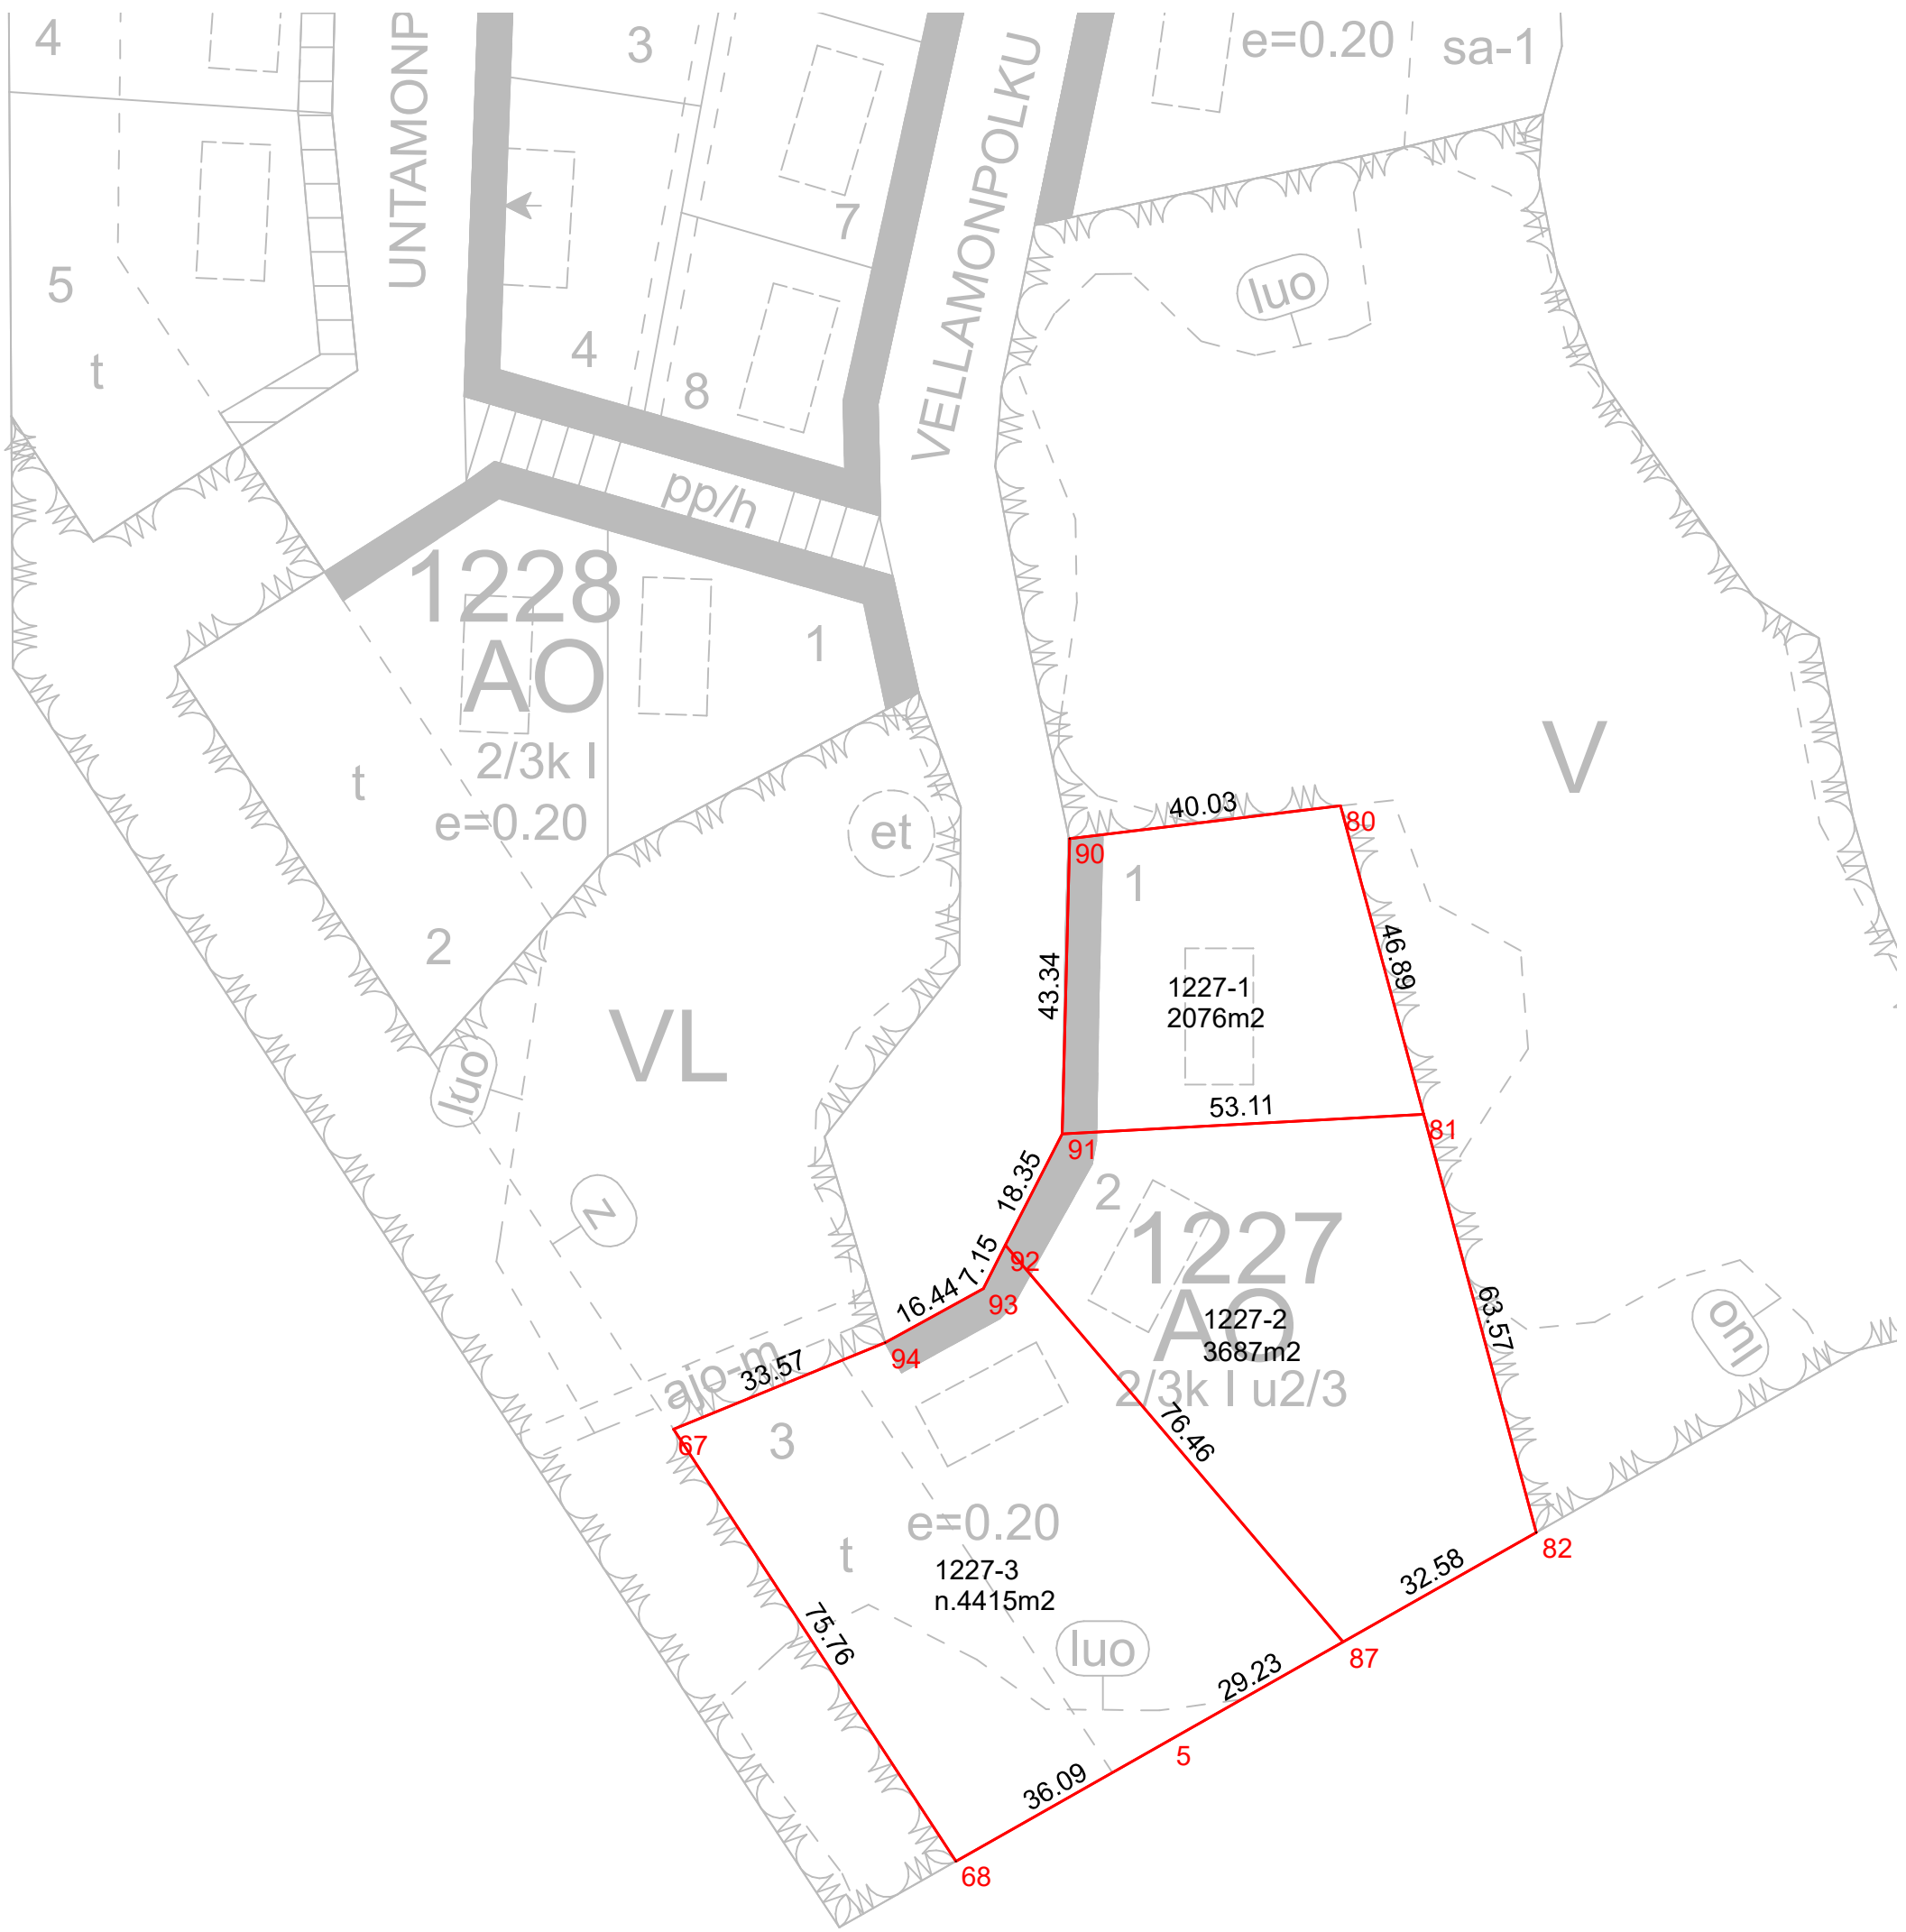 4
3
e=0.20
sa-1
UNTAMONP
VELLAMONPOLKU
7
5
t
4
8
luo
pp/h
1228
AO
2/3k I
e=0.20
1
t
2
et
V
VL
luo
z
40.03
80
90
1
46.89
43.34
1227-1
2076m2
53.11
81
91
18.35
2
1227
AO
1227-2
3687m2
2/3k I u2/3
63.57
luo
92
7.15
93
16.44
94
ajo-m
33.57
67
3
76.46
e=0.20
t
1227-3
n.4415m2
75.76
luo
32.58
82
87
29.23
5
36.09
68